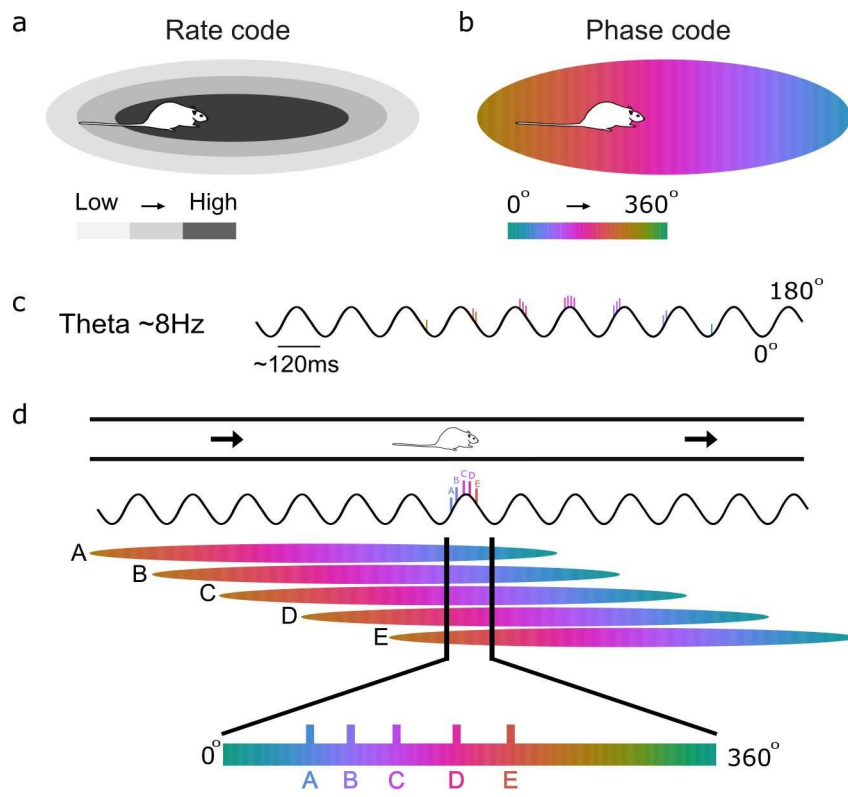 a
Rate code
Low → High
b
Phase code
0° → 360°
c
Theta ~8Hz
~120ms
180°
0°
d
A B C D E
A
B
C
D
E
0° 360°
A B C D E